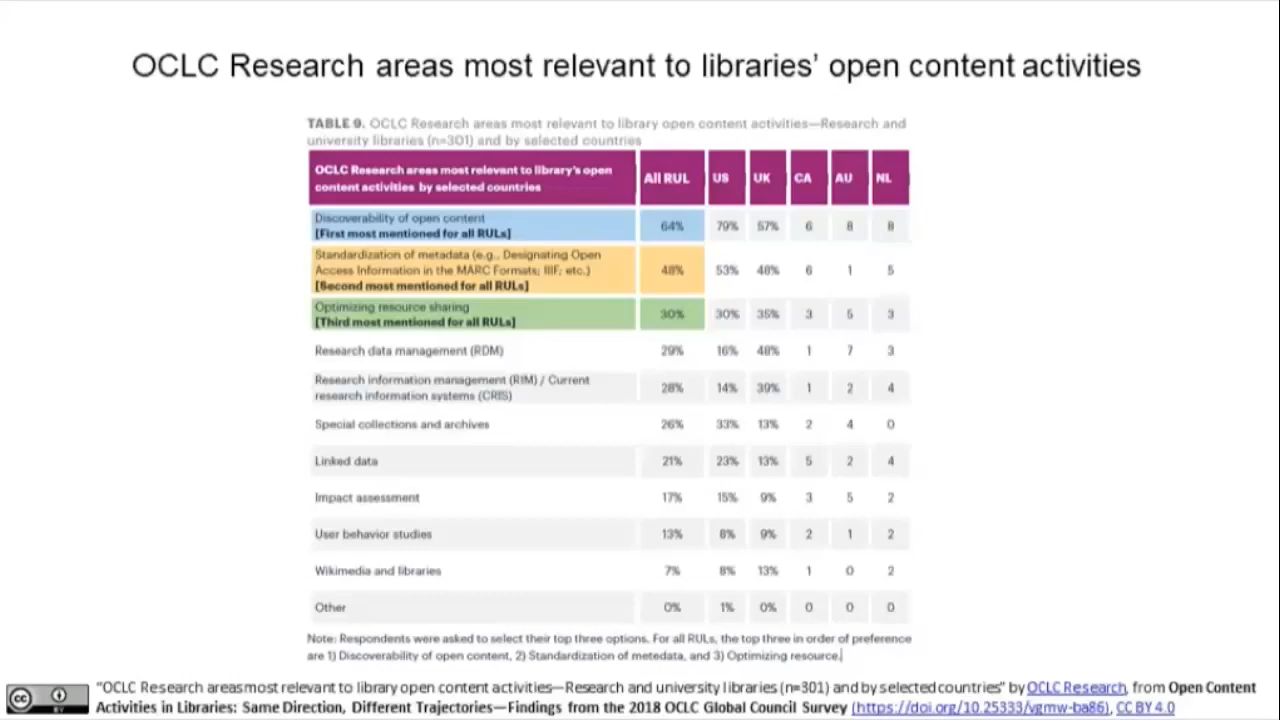 OCLC Research areas most relevant to libraries' open content activities
TABLE 9. OCLC Research areas most relevant to library open content activities—Research and
university libraries (n=301) and by selected countries
OCLC Research areas most relevant to library's open
content activities by selected countries
All RUL US UK CA AU NL
Discoverability of open content
[First most mentioned for all RULs]
64% 79% 57% 6 8 8
Standardization of metadata (e.g., Designating Open
Access Information in the MARC Formats; IIIF; etc.)
[Second most mentioned for all RULs]
48% 53% 48% 6 1 5
Optimizing resource sharing
[Third most mentioned for all RULs]
30% 30% 35% 3 5 3
Research data management (RDM) 29% 16% 48% 1 7 3
Research information management (RIM) / Current
research information systems (CRIS)
28% 14% 39% 1 2 4
Special collections and archives 26% 33% 13% 2 4 0
Linked data 21% 23% 13% 5 2 4
Impact assessment 17% 15% 9% 3 5 2
User behavior studies 13% 8% 9% 2 1 2
Wikimedia and libraries 7% 8% 13% 1 0 2
Other 0% 1% 0% 0 0 0
Note: Respondents were asked to select their top three options. For all RULs, the top three in order of preference
are 1) Discoverability of open content, 2) Standardization of metedata, and 3) Optimizing resource.
cc BY
"OCLC Research areas most relevant to library open content activities—Research and university libraries (n=301) and by selected countries" by OCLC Research, from Open Content
Activities in Libraries: Same Direction, Different Trajectories—Findings from the 2018 OCLC Global Council Survey (https://doi.org/10.25333/vgmw-ba86), CC BY 4.0